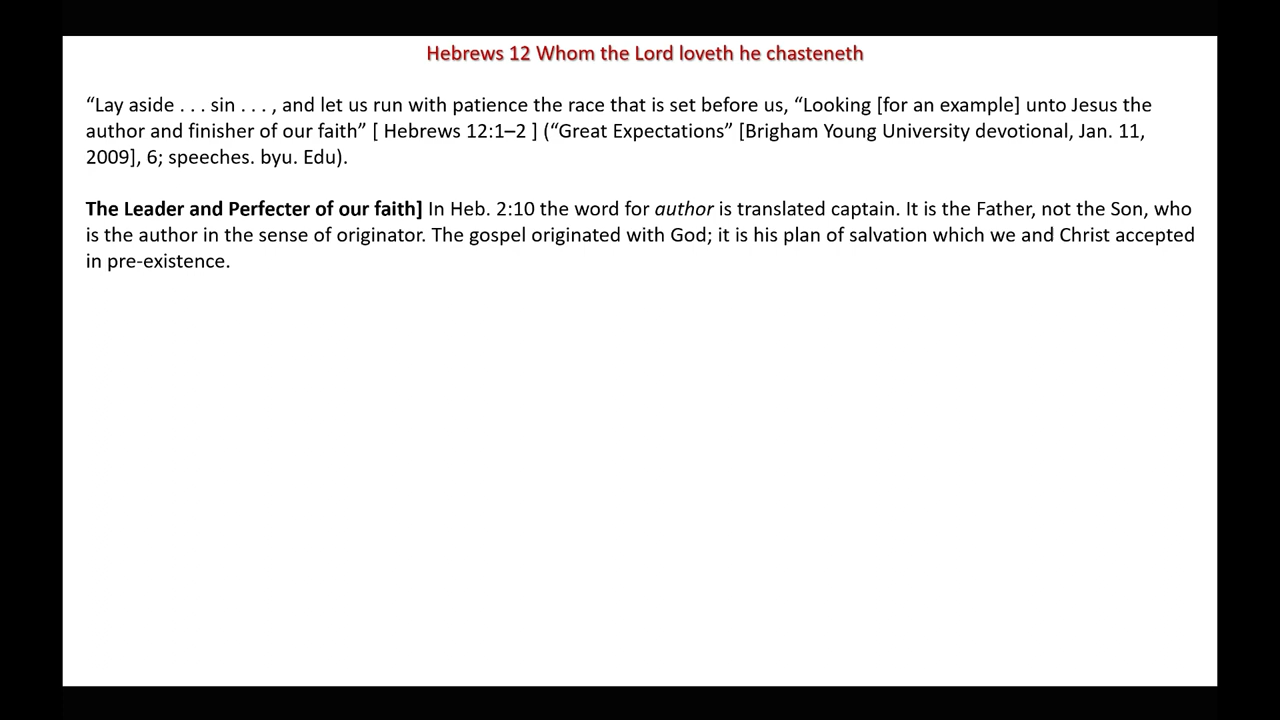 Hebrews 12 Whom the Lord loveth he chasteneth
“Lay aside . . . sin . . . , and let us run with patience the race that is set before us, “Looking [for an example] unto Jesus the
author and finisher of our faith” [ Hebrews 12:1–2 ] (“Great Expectations” [Brigham Young University devotional, Jan. 11,
2009], 6; speeches. byu. Edu).
The Leader and Perfecter of our faith] In Heb. 2:10 the word for author is translated captain. It is the Father, not the Son, who
is the author in the sense of originator. The gospel originated with God; it is his plan of salvation which we and Christ accepted
in pre-existence.